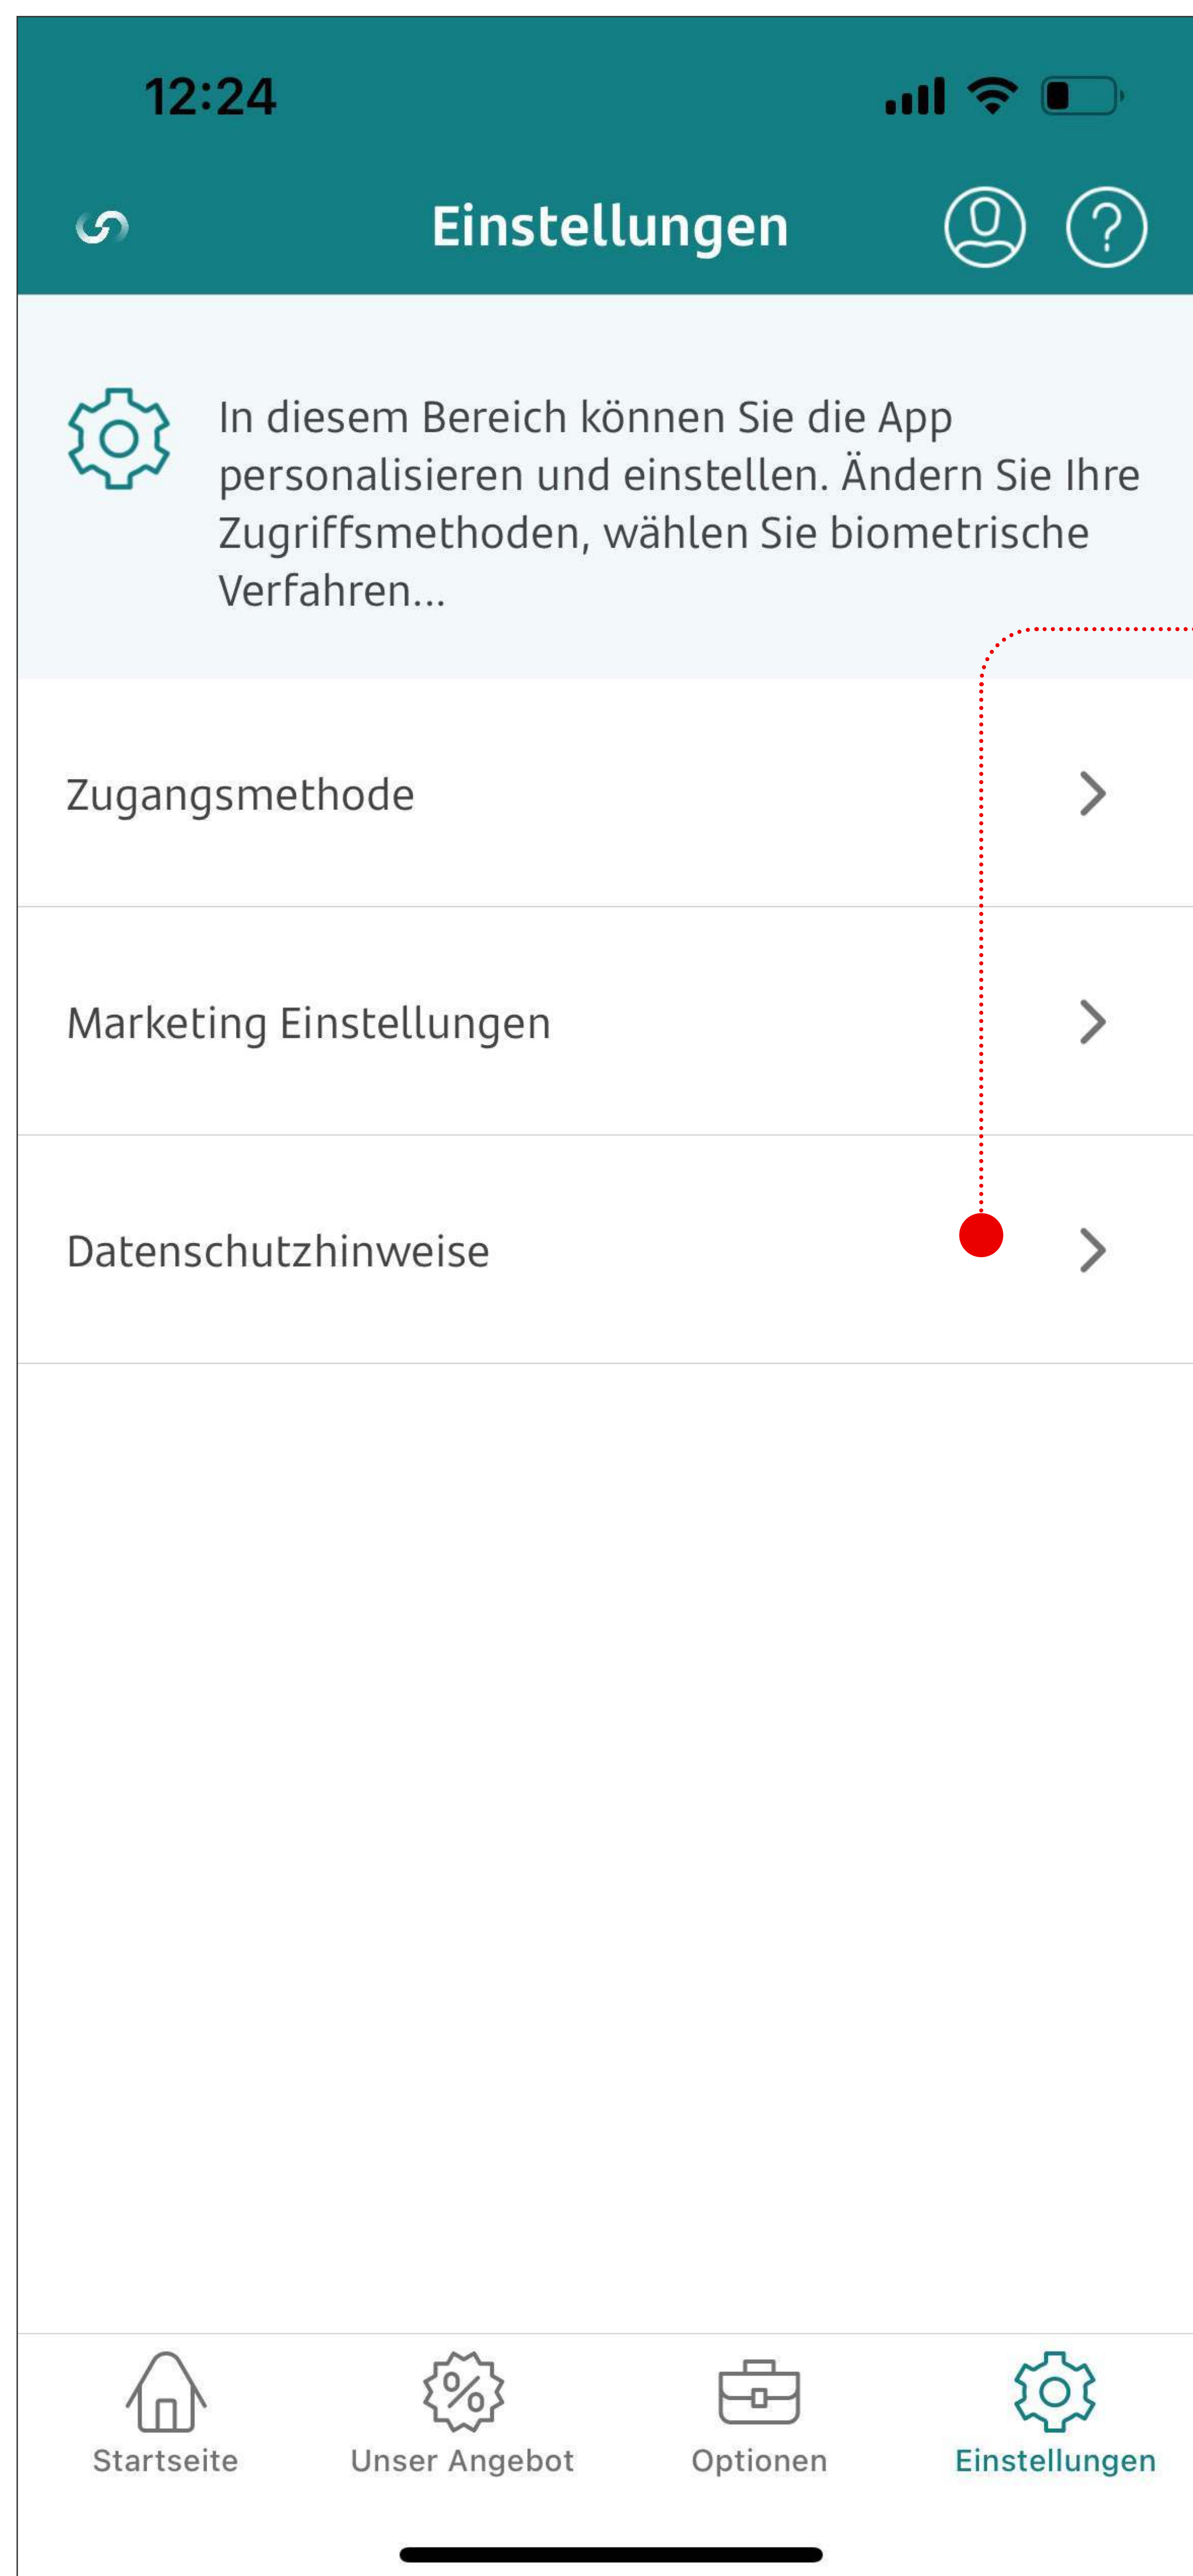 12:24
Einstellungen
In diesem Bereich können Sie die App
personalisieren und einstellen. Ändern Sie Ihre
Zugriffsmethoden, wählen Sie biometrische
Verfahren...
Zugangsmethode
Marketing Einstellungen
Datenschutzhinweise
Startseite
Unser Angebot
Optionen
Einstellungen